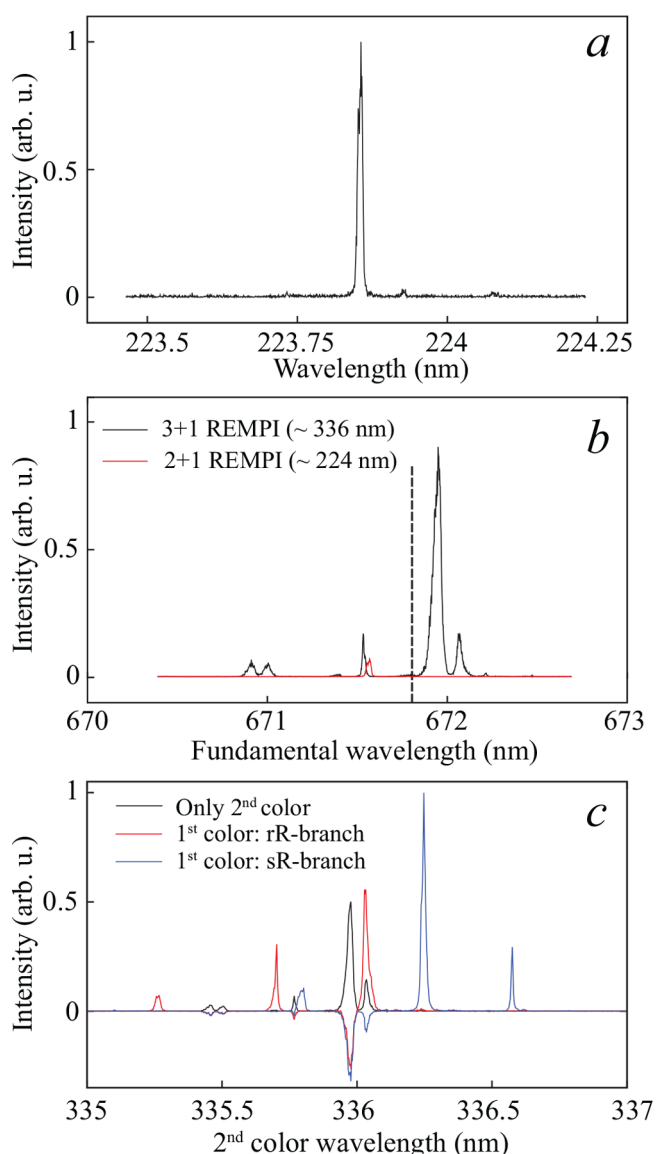 a
Intensity (arb. u.)
1
0.5
0
223.5 223.75 224 224.25
Wavelength (nm)
b
3+1 REMPI (~ 336 nm)
2+1 REMPI (~ 224 nm)
Intensity (arb. u.)
1
0.5
0
670 671 672 673
Fundamental wavelength (nm)
c
Only 2nd color
1st color: rR-branch
1st color: sR-branch
Intensity (arb. u.)
1
0.5
0
335 335.5 336 336.5 337
2nd color wavelength (nm)